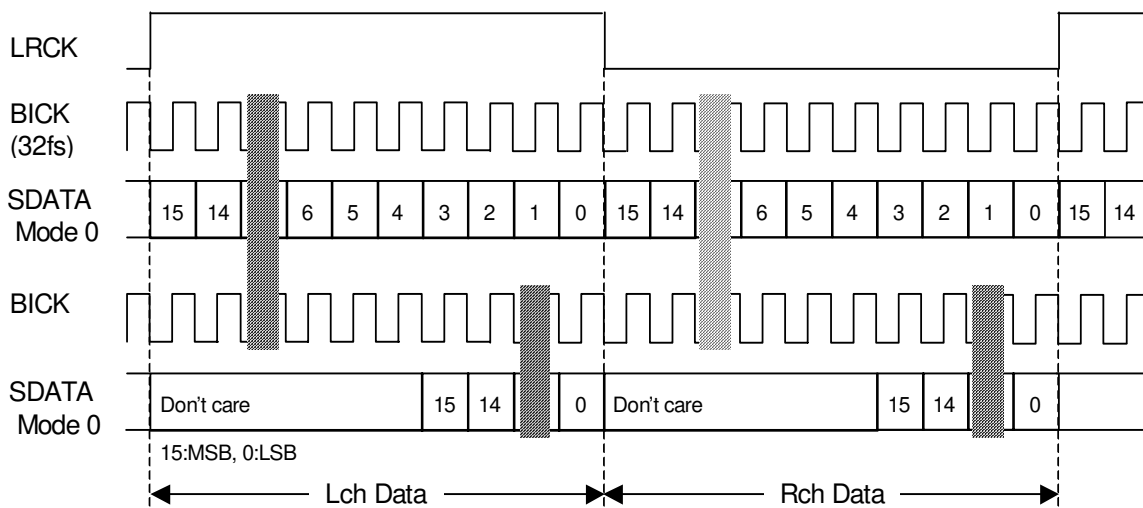 LRCK
BICK
(32fs)
SDATA
Mode 0
15 14 6 5 4 3 2 1 0 15 14 6 5 4 3 2 1 0 15 14
BICK
SDATA
Mode 0
Don't care 15 14 0 Don't care 15 14 0
15:MSB, 0:LSB
Lch Data Rch Data